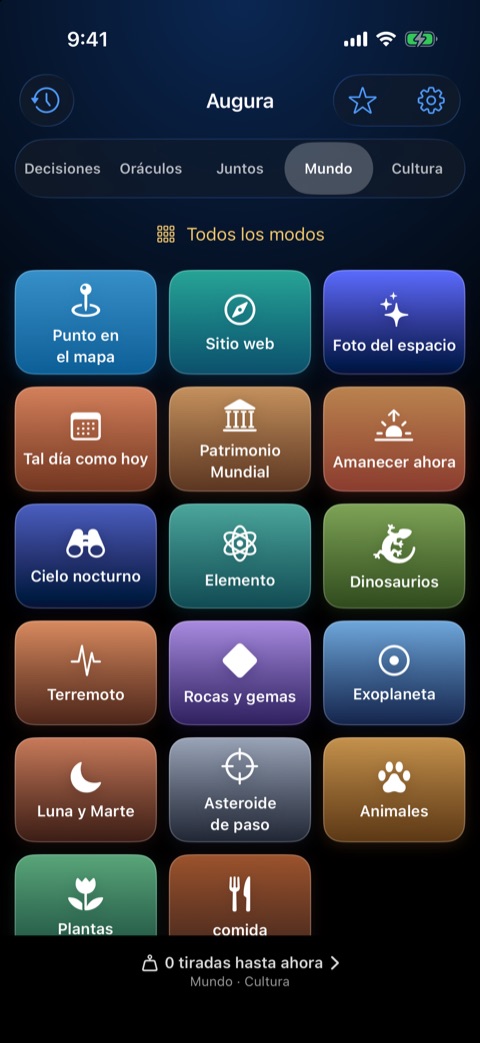 9:41
Augura
Decisiones
Oráculos
Juntos
Mundo
Cultura
Todos los modos
Punto en
el mapa
Sitio web
Foto del espacio
Tal día como hoy
Patrimonio
Mundial
Amanecer ahora
Cielo nocturno
Elemento
Dinosaurios
Terremoto
Rocas y gemas
Exoplaneta
Luna y Marte
Asteroide
de paso
Animales
Plantas
comida
0 tiradas hasta ahora
Mundo · Cultura